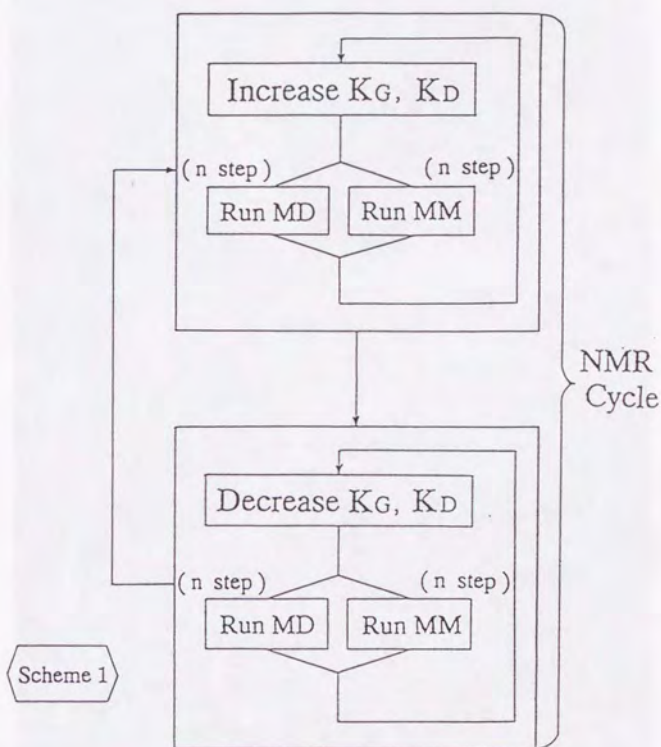 Increase KG, KD
(n step) (n step)
Run MD Run MM
NMR
Cycle
Decrease KG, KD
(n step) (n step)
Run MD Run MM
Scheme 1